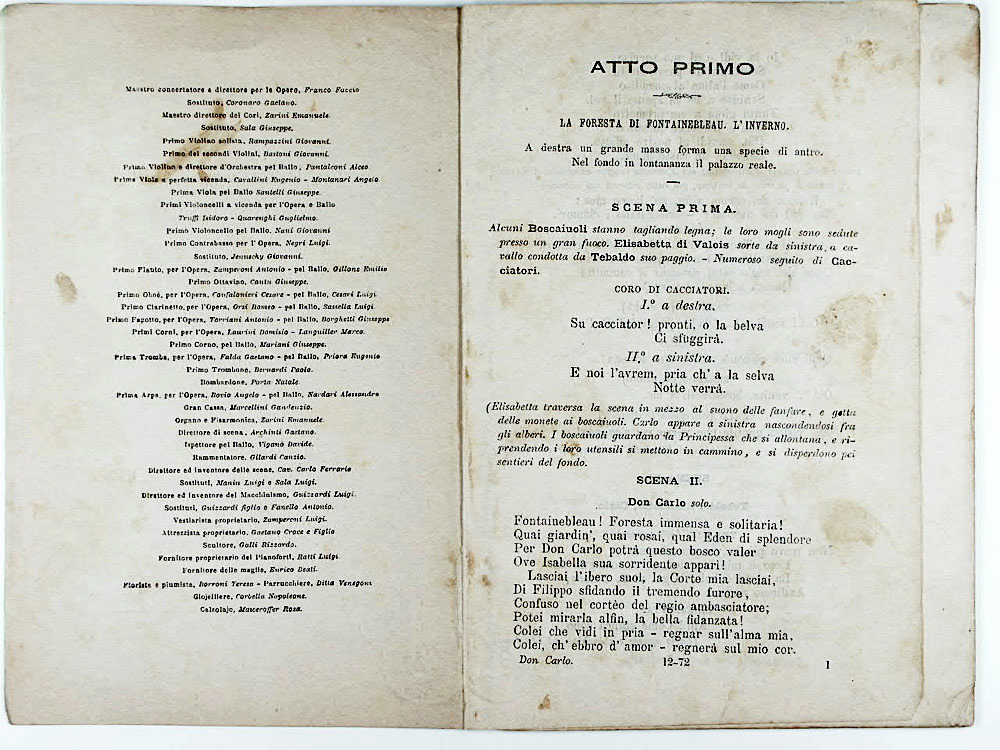 Maestro concertatore e direttore per le Opere, Franco Faccio
Sostituto, Coronaro Gaetano.
Maestro direttore dei Cori, Zarini Emanuele.
Sostituto, Sala Giuseppe.
Primo Violino solista, Rampazzini Giovanni.
Primo dei secondi Violini, Bassoni Giovanni.
Primo Violino e direttore d'Orchestra pel Ballo, Pantaleoni Alceo.
Prime Viole a perfetta vicenda, Cavallini Eugenio - Montanari Angelo
Prima Viola pel Ballo Santelli Giuseppe.
Primi Violoncelli a vicenda per l'Opera e Ballo
Truffi Isidoro - Quarenghi Guglielmo.
Primo Violoncello pel Ballo, Nani Giovanni
Primo Contrabasso per l'Opera, Negri Luigi.
Sostituto, Jenuschy Giovanni.
Primo Flauto, per l'Opera, Zamperoni Antonio - pel Ballo, Gillone Emilio
Primo Ottavino, Giuseppe.
Primo Oboè, per l'Opera, Confalonieri Cesare - pel Ballo, Cesari Luigi.
Primo Clarinetto, per l'Opera, Orsi Romeo - pel Ballo, Sassella Luigi.
Primo Fagotto, per l'Opera, Torriani Antonio - pel Ballo, Borghetti Giuseppe
Primi Corni, per l'Opera, Laurini Domisio - Languiller Marco.
Primo Corno, pel Ballo, Mariani Giuseppe.
Prima Tromba, per l'Opera, Falda Gaetano - pel Ballo, Priora Eugenio
Primo Trombone, Bernardi Paolo.
Bombardone, Porta Natale
Prima Arpa, per l'Opera, Bovio Angelo - pel Ballo, Nardari Alessandro
Gran Cassa, Marcellini Gaudenzio.
Organo e Fisarmonica, Zarini Emanuele.
Direttore di scena, Archinti Gaetano.
Ispettore pel Ballo, Viganò Davide.
Rammentatore, Gilardi Canzio.
Direttore ed inventore delle scene, Cav. Carlo Ferrario
Sostituti, Manin Luigi e Sala Luigi.
Direttore ed inventore del Macchinismo, Guizzardi Luigi.
Sostituti, Guizzardi figlio e Fanello Antonio.
Vestiarista proprietario, Zamperoni Luigi.
Attrezzista proprietario, Gaetano Croce e Figlio
Scultore, Galli Rizzardo.
Fornitore proprietario dei Pianoforti, Ratti Luigi.
Fornitore delle maglie, Enrico Deati.
Fiorista e piumista, Borroni Teresa - Parrucchiere, Ditta Venegoni
Gioielliere, Corbella Napoleone.
Calzolajo, Manceroffer Rosa.
ATTO PRIMO
LA FORESTA DI FONTAINEBLEAU. L'INVERNO.
A destra un grande masso forma una specie di antro.
Nel fondo in lontananza il palazzo reale.
SCENA PRIMA.
Alcuni Boscaiuoli stanno tagliando legna; le loro mogli sono sedute
presso un gran fuoco. Elisabetta di Valois sorte da sinistra a ca-
vallo condotta da Tebaldo suo paggio. - Numeroso seguito di Cac-
ciatori.
CORO DI CACCIATORI.
I.º a destra.
Su cacciator! pronti, o la belva
Ci sfuggirà.
II.º a sinistra.
E noi l'avrem, pria ch' a la selva
Notte verrà.
(Elisabetta traversa la scena in mezzo al suono delle fanfare, e getta
delle monete ai boscaiuoli. Carlo appare a sinistra nascondendosi fra
gli alberi. I boscaiuoli guardano la Principessa che si allontana, e ri-
prendendo i loro utensili si mettono in cammino, e si disperdono pei
sentieri del fondo.
SCENA II.
Don Carlo solo.
Fontainebleau! Foresta immensa e solitaria!
Quai giardin', quai rosai, qual Eden di splendore
Per Don Carlo potrà questo bosco valer
Ove Isabella sua sorridente appari!
Lasciai l'ibero suol, la Corte mia lasciai,
Di Filippo sfidando il tremendo furore,
Confuso nel cortèo del regio ambasciatore;
Potei mirarla alfin, la bella fidanzata!
Colei che vidi in pria - regnar sull'alma mia,
Colei, ch' ebbro d' amor - regnerà sul mio cor.
Don Carlo. 12-72 1